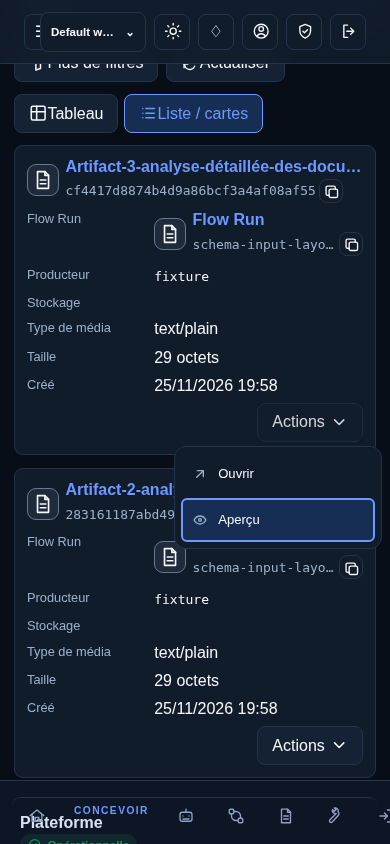 Default w… ⌄
Plus de filtres
Actualiser
Tableau
Liste / cartes
Artifact-3-analyse-détaillée-des-docu…
cf4417d8874b4d9a86bcf3a4af08af55
Flow Run
Flow Run
schema-input-layo…
Producteur
fixture
Stockage
Type de média
text/plain
Taille
29 octets
Créé
25/11/2026 19:58
Actions
Ouvrir
Aperçu
Artifact-2-anal
283161187abd49
Flow Run
schema-input-layo…
Producteur
fixture
Stockage
Type de média
text/plain
Taille
29 octets
Créé
25/11/2026 19:58
Actions
CONCEVOIR
Plateforme
Opérationnelle